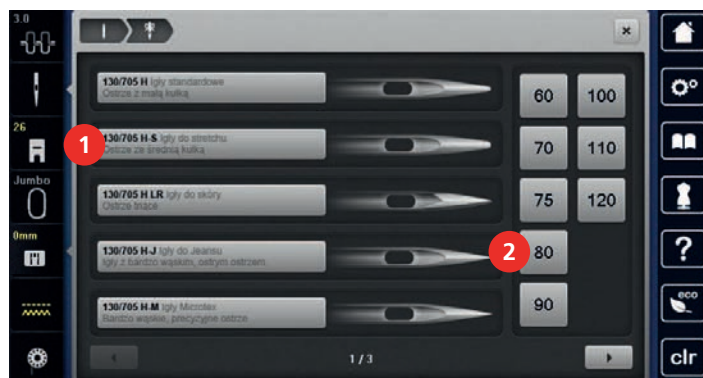 3.0
26
Jumbo
0mm
130/705 H Igły standardowe
Ostrze z małą kulką
1
130/705 H-S Igły do stretchu
Ostrze ze średnią kulką
130/705 H LR Igły do skóry
Ostrze tnące
130/705 H-J Igły do Jeansu
Igły z bardzo wąskim, ostrym ostrzem
2
130/705 H-M Igły Microtex
Bardzo wąskie, precyzyjne ostrze
60 100
70 110
75 120
80
90
1 / 3
?
eco
clr